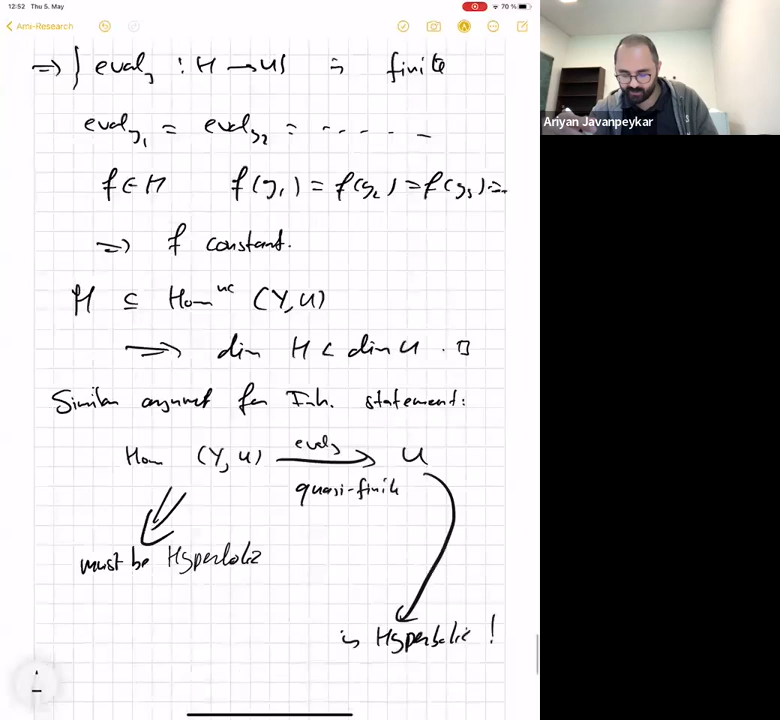 12:52 Thu 5. May
70 %
Ami-Research
Ariyan Javanpeykar
=> } eval_y : H → U is finite
eval_{y_1} = eval_{y_2} = - - - - - -
f ∈ H f(y_1) = f(y_2) = f(y_3) = ..
=> f constant.
H ⊆ Hom^{nc} (Y, U)
=> dim H < dim U . □
Similar argument for Inh. statement:
Hom (Y, U) eval_y → U
quasi-finite
must be Hyperbolic
is Hyperbolic !